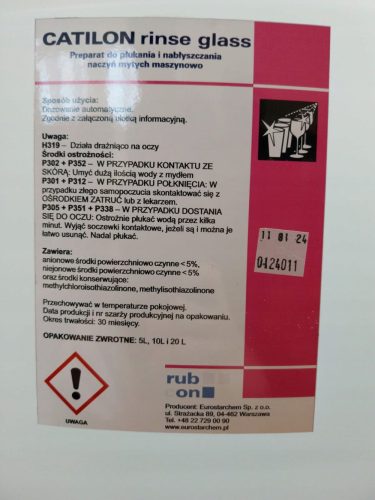 CATILON rinse glass
Preparat do płukania i nabłyszczania
naczyń mytych maszynowo
Sposób użycia:
Dozowanie automatyczne.
Zgodnie z załączoną ulotką informacyjną.
Uwaga:
H319 – Działa drażniąco na oczy
Środki ostrożności:
P302 + P352 – W PRZYPADKU KONTAKTU ZE
SKÓRĄ: Umyć dużą ilością wody z mydłem
P301 + P312 – W PRZYPADKU POŁKNIĘCIA: W
przypadku złego samopoczucia skontaktować się z
OŚRODKIEM ZATRUĆ lub z lekarzem.
P305 + P351 + P338 – W PRZYPADKU DOSTANIA
SIĘ DO OCZU: Ostrożnie płukać wodą przez kilka
minut. Wyjąć soczewki kontaktowe, jeżeli są i można je
łatwo usunąć. Nadal płukać.
11 01 24
0124011
Zawiera:
anionowe środki powierzchniowo czynne <5%,
niejonowe środki powierzchniowo czynne <5%
oraz środki konserwujące:
methylchloroisothiazolinone, methylisothiazolinone
Przechowywać w temperaturze pokojowej.
Data produkcji i nr szarży produkcyjnej na opakowaniu.
Okres trwałości: 30 miesięcy.
OPAKOWANIE ZWROTNE: 5L, 10L i 20 L
UWAGA
rub
on
Producent: Eurostarchem Sp. z o.o.
ul. Strażacka 89, 04-462 Warszawa
Tel. +48 22 729 00 90
www.eurostarchem.pl